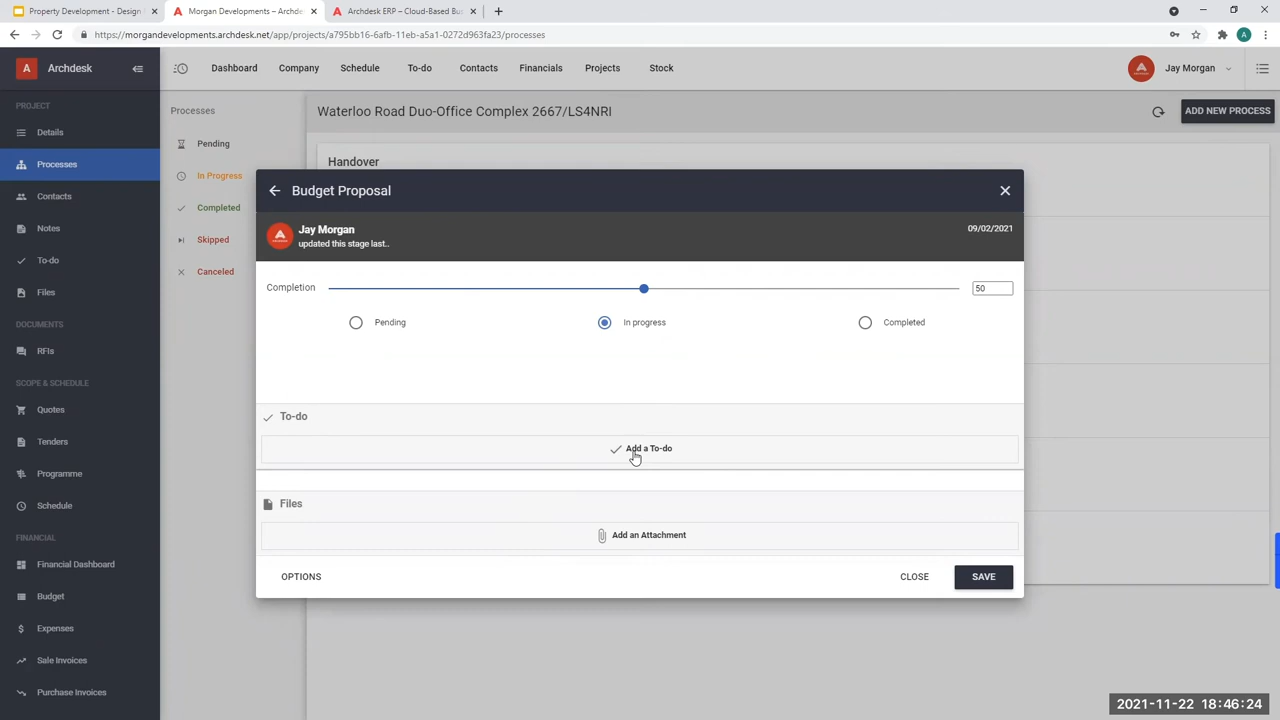 Property Development - Design
Morgan Developments – Archde
Archdesk ERP – Cloud-Based Bus
https://morgandevelopments.archdesk.net/app/projects/a795bb16-6afb-11eb-a5a1-0272d963fa23/processes
A
A Archdesk
Dashboard Company Schedule To-do Contacts Financials Projects Stock
Jay Morgan
PROJECT
Details
Processes
Contacts
Notes
To-do
Files
DOCUMENTS
RFIs
SCOPE & SCHEDULE
Quotes
Tenders
Programme
Schedule
FINANCIAL
Financial Dashboard
Budget
Expenses
Sale Invoices
Purchase Invoices
Processes
Pending
In Progress
Completed
Skipped
Canceled
Waterloo Road Duo-Office Complex 2667/LS4NRI
ADD NEW PROCESS
Handover
Budget Proposal
Jay Morgan
updated this stage last..
09/02/2021
Completion
50
Pending In progress Completed
To-do
Add a To-do
Files
Add an Attachment
OPTIONS CLOSE SAVE
2021-11-22 18:46:24